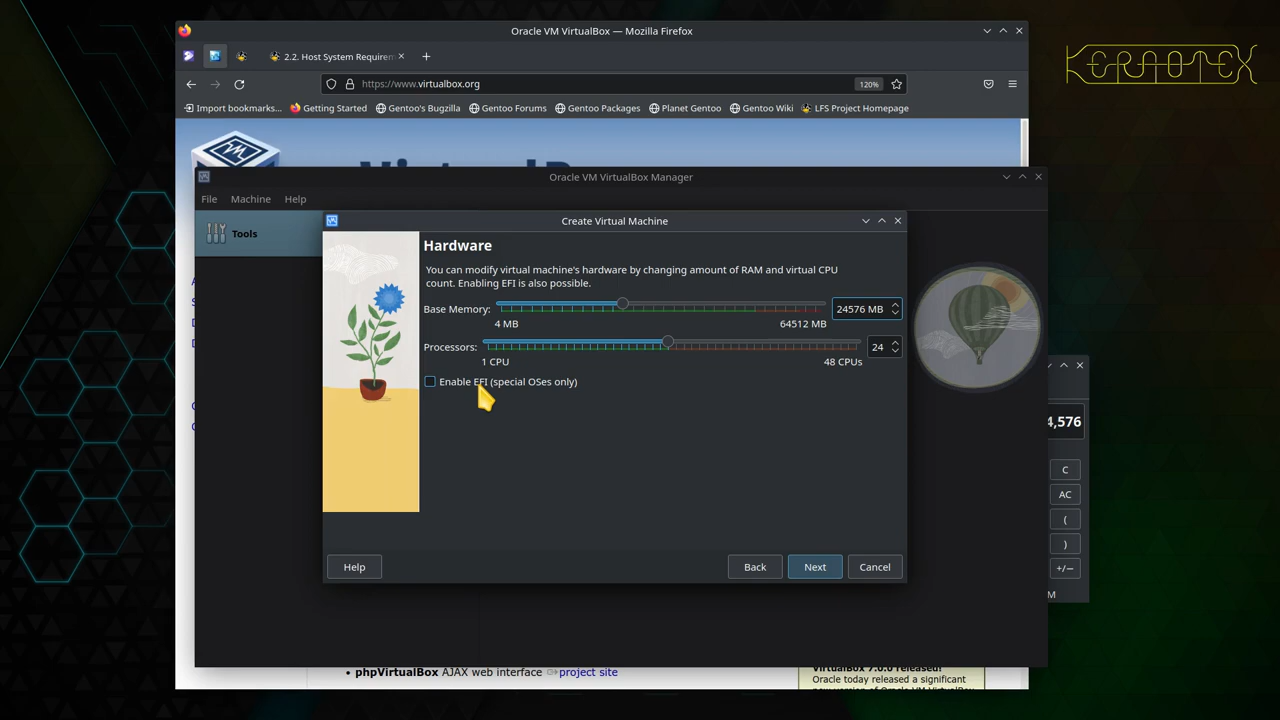 Oracle VM VirtualBox — Mozilla Firefox
KERAOTEX
2.2. Host System Requirem
https://www.virtualbox.org
120%
Import bookmarks...
Getting Started
Gentoo's Bugzilla
Gentoo Forums
Gentoo Packages
Planet Gentoo
Gentoo Wiki
LFS Project Homepage
Oracle VM VirtualBox Manager
File
Machine
Help
Tools
Create Virtual Machine
Hardware
You can modify virtual machine's hardware by changing amount of RAM and virtual CPU
count. Enabling EFI is also possible.
Base Memory:
24576 MB
4 MB
64512 MB
Processors:
24
1 CPU
48 CPUs
Enable EFI (special OSes only)
4,576
C
AC
(
)
+/−
M
Help
Back
Next
Cancel
• phpVirtualBox AJAX web interface project site
VirtualBox 7.0.0 released!
Oracle today released a significant